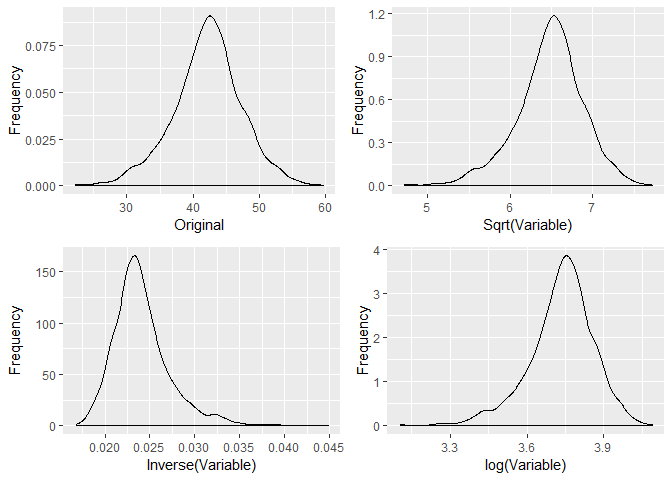 Frequency
0.075
0.050
0.025
0.000
30 40 50 60
Original
Frequency
1.2
0.9
0.6
0.3
0.0
5 6 7
Sqrt(Variable)
Frequency
150
100
50
0
0.020 0.025 0.030 0.035 0.040 0.045
Inverse(Variable)
Frequency
4
3
2
1
0
3.3 3.6 3.9
log(Variable)